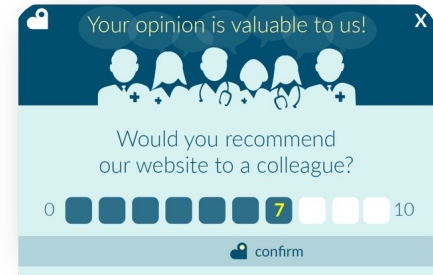 Your opinion is valuable to us!
X
Would you recommend
our website to a colleague?
0 7 10
confirm